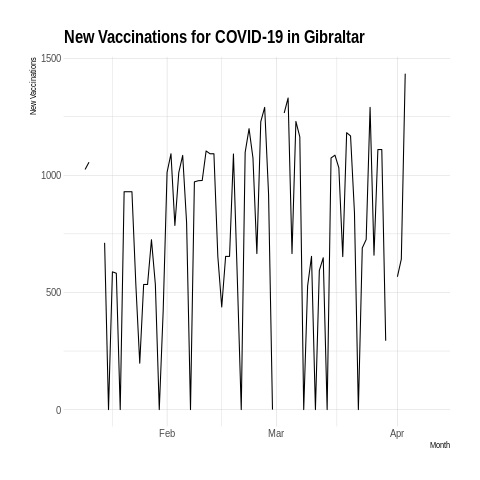 New Vaccinations for COVID-19 in Gibraltar
New Vaccinations
1500
1000
500
0
Feb
Mar
Apr
Month